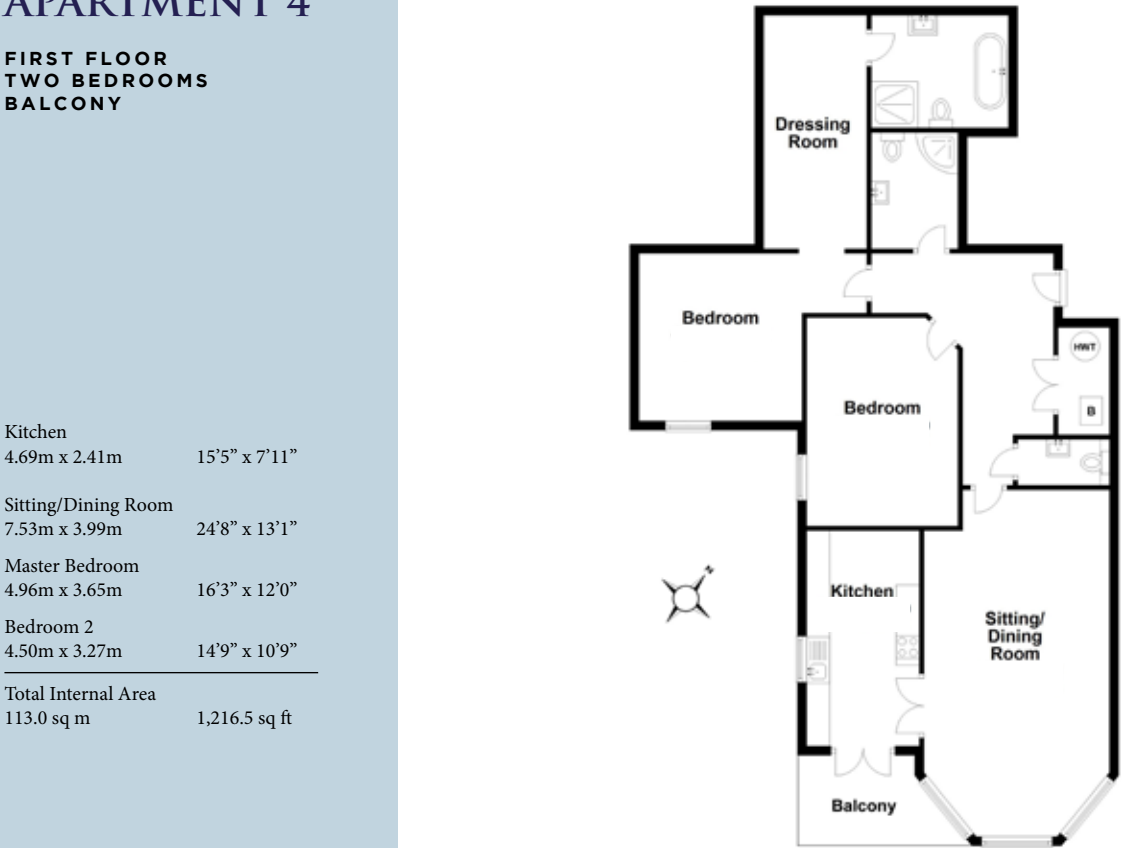 APARTMENT 4
FIRST FLOOR
TWO BEDROOMS
BALCONY
Kitchen
4.69m x 2.41m 15’5” x 7’11”
Sitting/Dining Room
7.53m x 3.99m 24’8” x 13’1”
Master Bedroom
4.96m x 3.65m 16’3” x 12’0”
Bedroom 2
4.50m x 3.27m 14’9” x 10’9”
Total Internal Area
113.0 sq m 1,216.5 sq ft
Dressing
Room
Bedroom
HWT
Bedroom
B
N
Kitchen
Sitting/
Dining
Room
Balcony